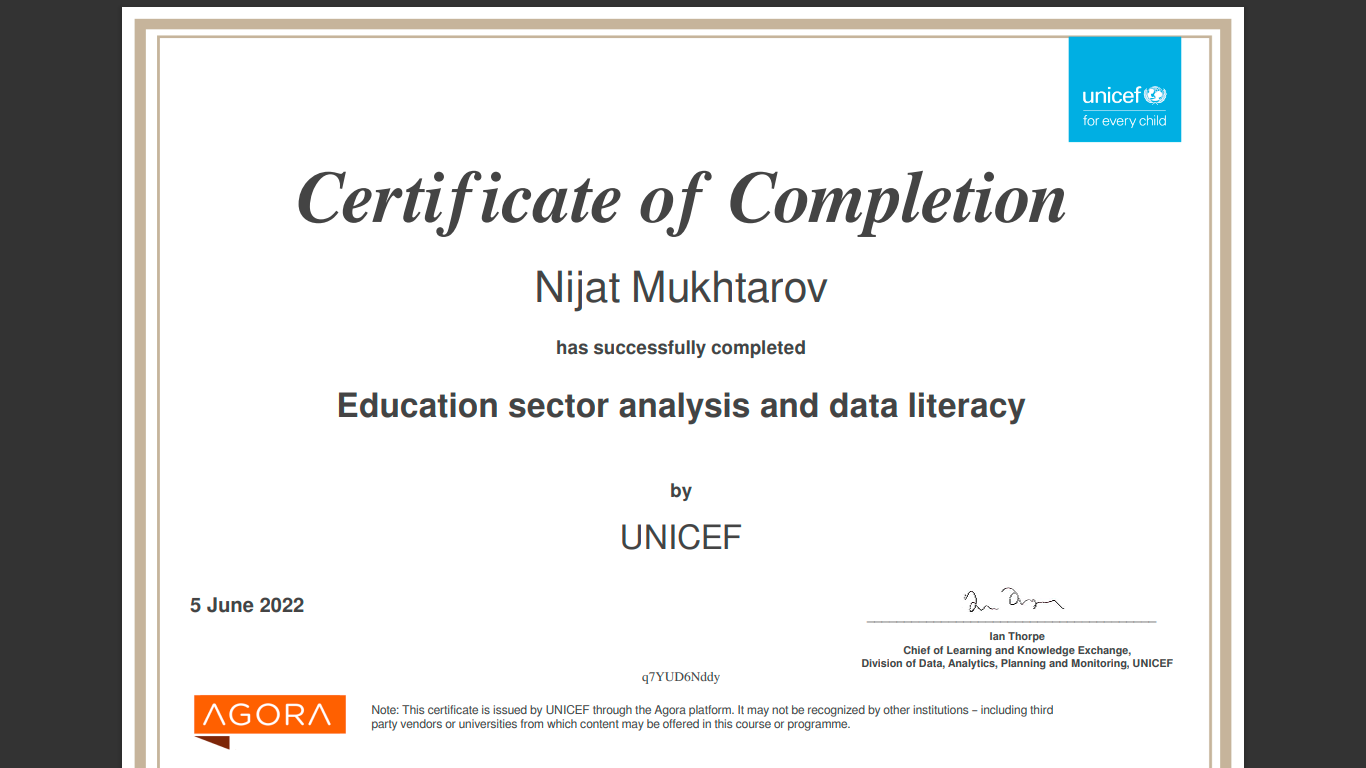 unicef
for every child
Certificate of Completion
Nijat Mukhtarov
has successfully completed
Education sector analysis and data literacy
by
UNICEF
5 June 2022
Ian Thorpe
Chief of Learning and Knowledge Exchange,
Division of Data, Analytics, Planning and Monitoring, UNICEF
q7YUD6Nddy
AGORA
Note: This certificate is issued by UNICEF through the Agora platform. It may not be recognized by other institutions – including third
party vendors or universities from which content may be offered in this course or programme.